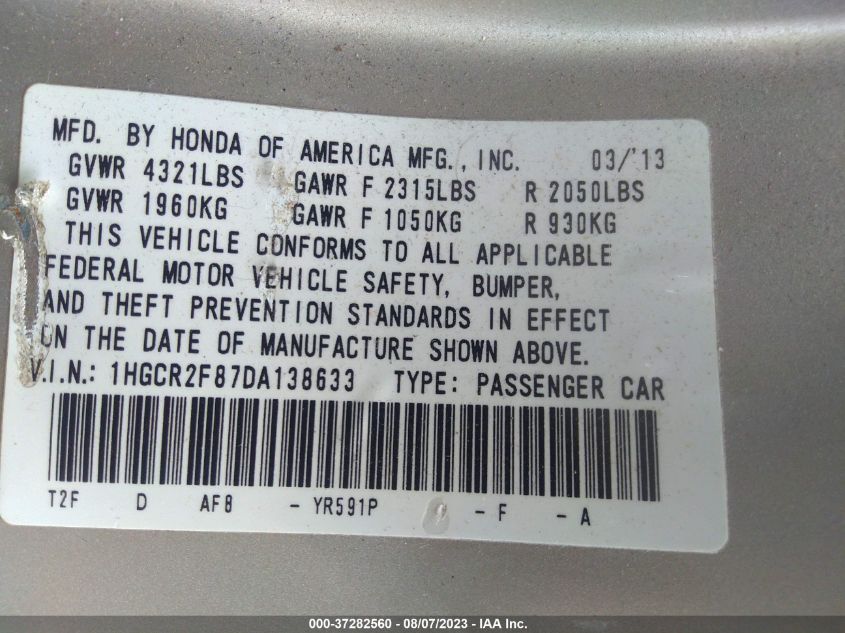 MFD. BY HONDA OF AMERICA MFG., INC. 03/'13
GVWR 4321LBS GAWR F 2315LBS R 2050LBS
GVWR 1960KG GAWR F 1050KG R 930KG
THIS VEHICLE CONFORMS TO ALL APPLICABLE
FEDERAL MOTOR VEHICLE SAFETY, BUMPER,
AND THEFT PREVENTION STANDARDS IN EFFECT
ON THE DATE OF MANUFACTURE SHOWN ABOVE.
V.I.N.: 1HGCR2F87DA138633 TYPE: PASSENGER CAR
T2F D AF8 - YR591P - F - A
000-37282560 - 08/07/2023 - IAA Inc.